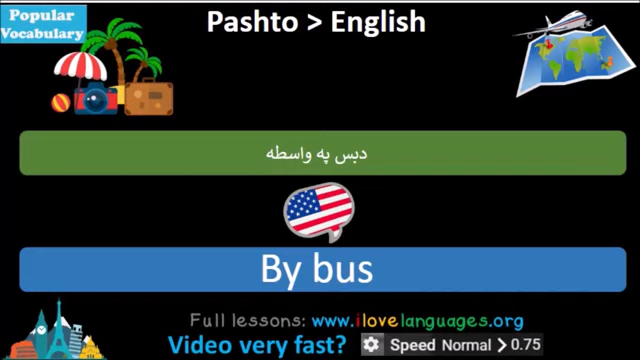 Popular
Vocabulary
Pashto > English
دبس په واسطه
By bus
Full lessons: www.ilovelanguages.org
Video very fast? Speed Normal > 0.75